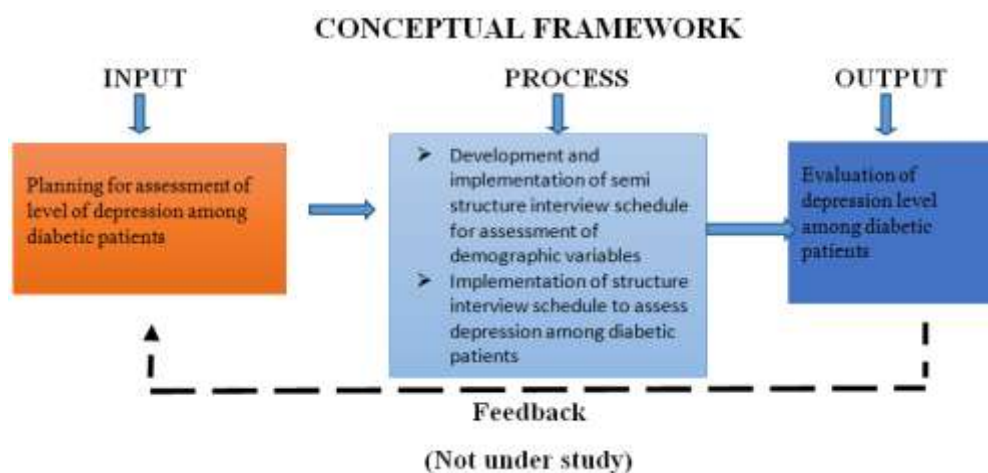 CONCEPTUAL FRAMEWORK
INPUT
PROCESS
OUTPUT
Planning for assessment of
level of depression among
diabetic patients
➤ Development and
implementation of semi
structure interview schedule
for assessment of
demographic variables
➤ Implementation of structure
interview schedule to assess
depression among diabetic
patients
Evaluation of
depression level
among diabetic
patients
Feedback
(Not under study)